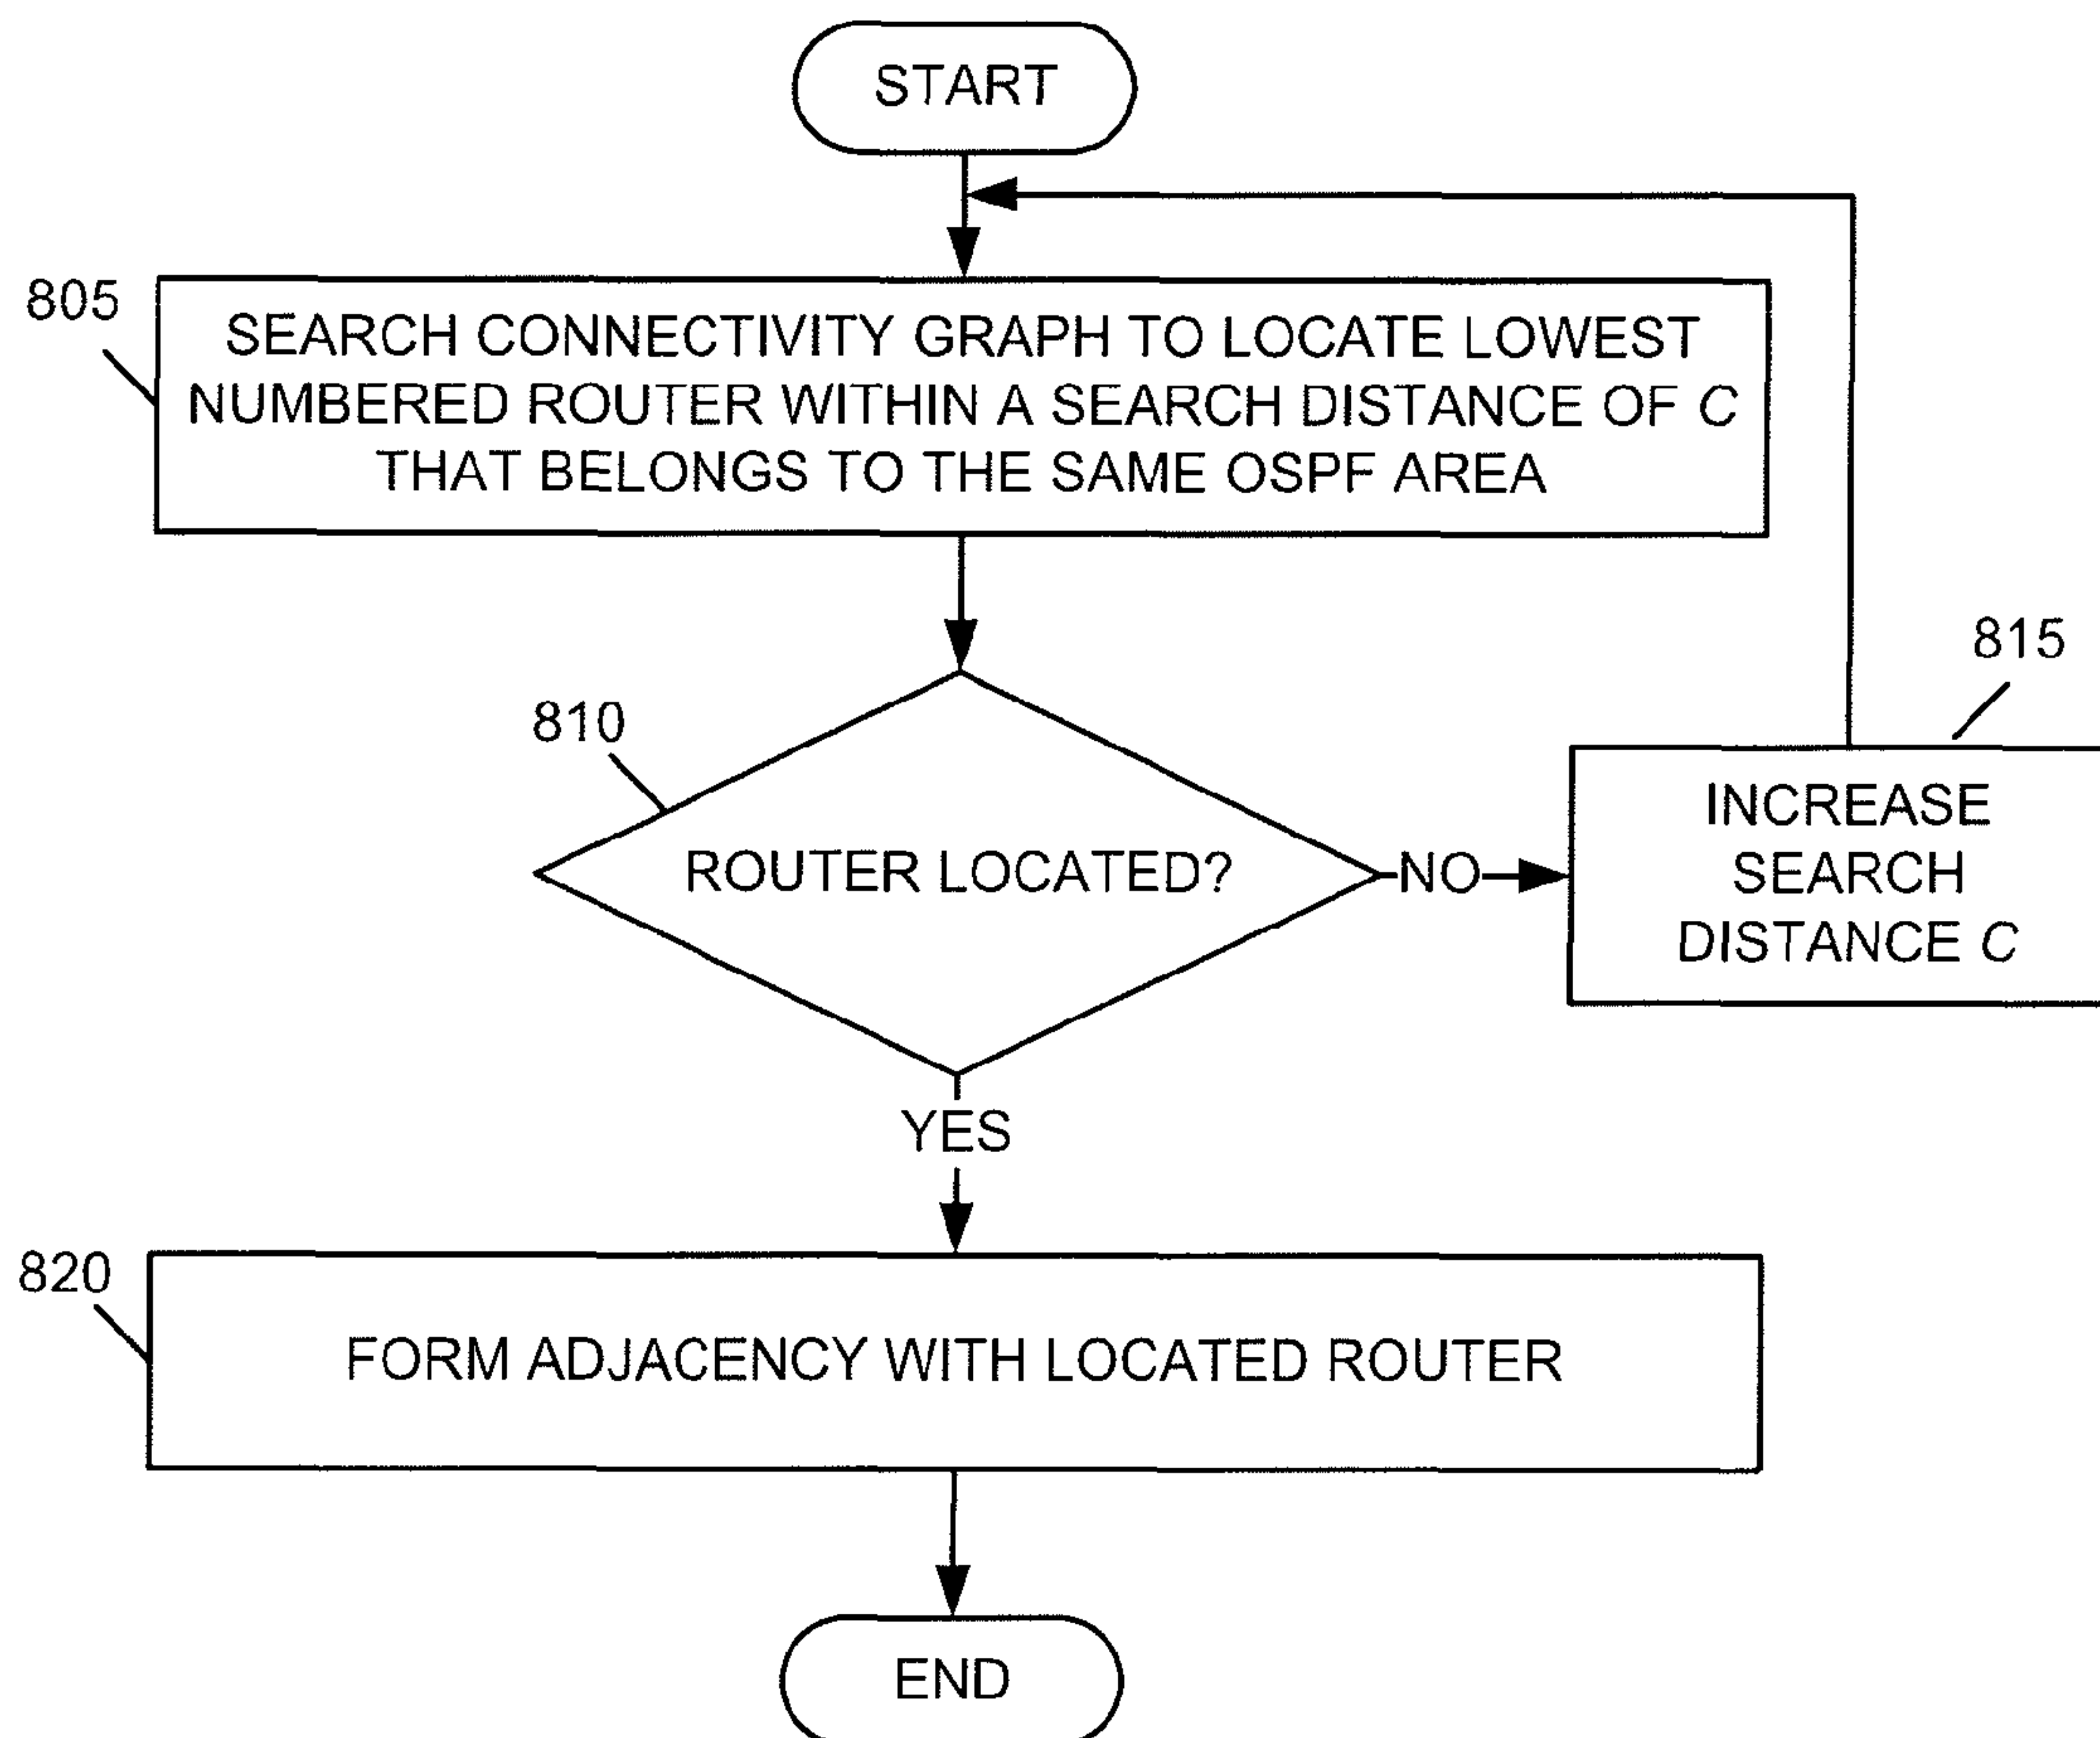 START
805
SEARCH CONNECTIVITY GRAPH TO LOCATE LOWEST
NUMBERED ROUTER WITHIN A SEARCH DISTANCE OF C
THAT BELONGS TO THE SAME OSPF AREA
810
ROUTER LOCATED?
NO
815
INCREASE
SEARCH
DISTANCE C
YES
820
FORM ADJACENCY WITH LOCATED ROUTER
END